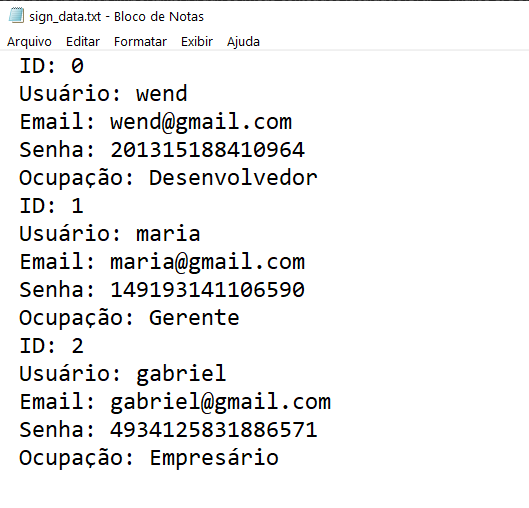 sign_data.txt - Bloco de Notas
Arquivo Editar Formatar Exibir Ajuda
ID: 0
Usuário: wend
Email: wend@gmail.com
Senha: 201315188410964
Ocupação: Desenvolvedor
ID: 1
Usuário: maria
Email: maria@gmail.com
Senha: 149193141106590
Ocupação: Gerente
ID: 2
Usuário: gabriel
Email: gabriel@gmail.com
Senha: 4934125831886571
Ocupação: Empresário